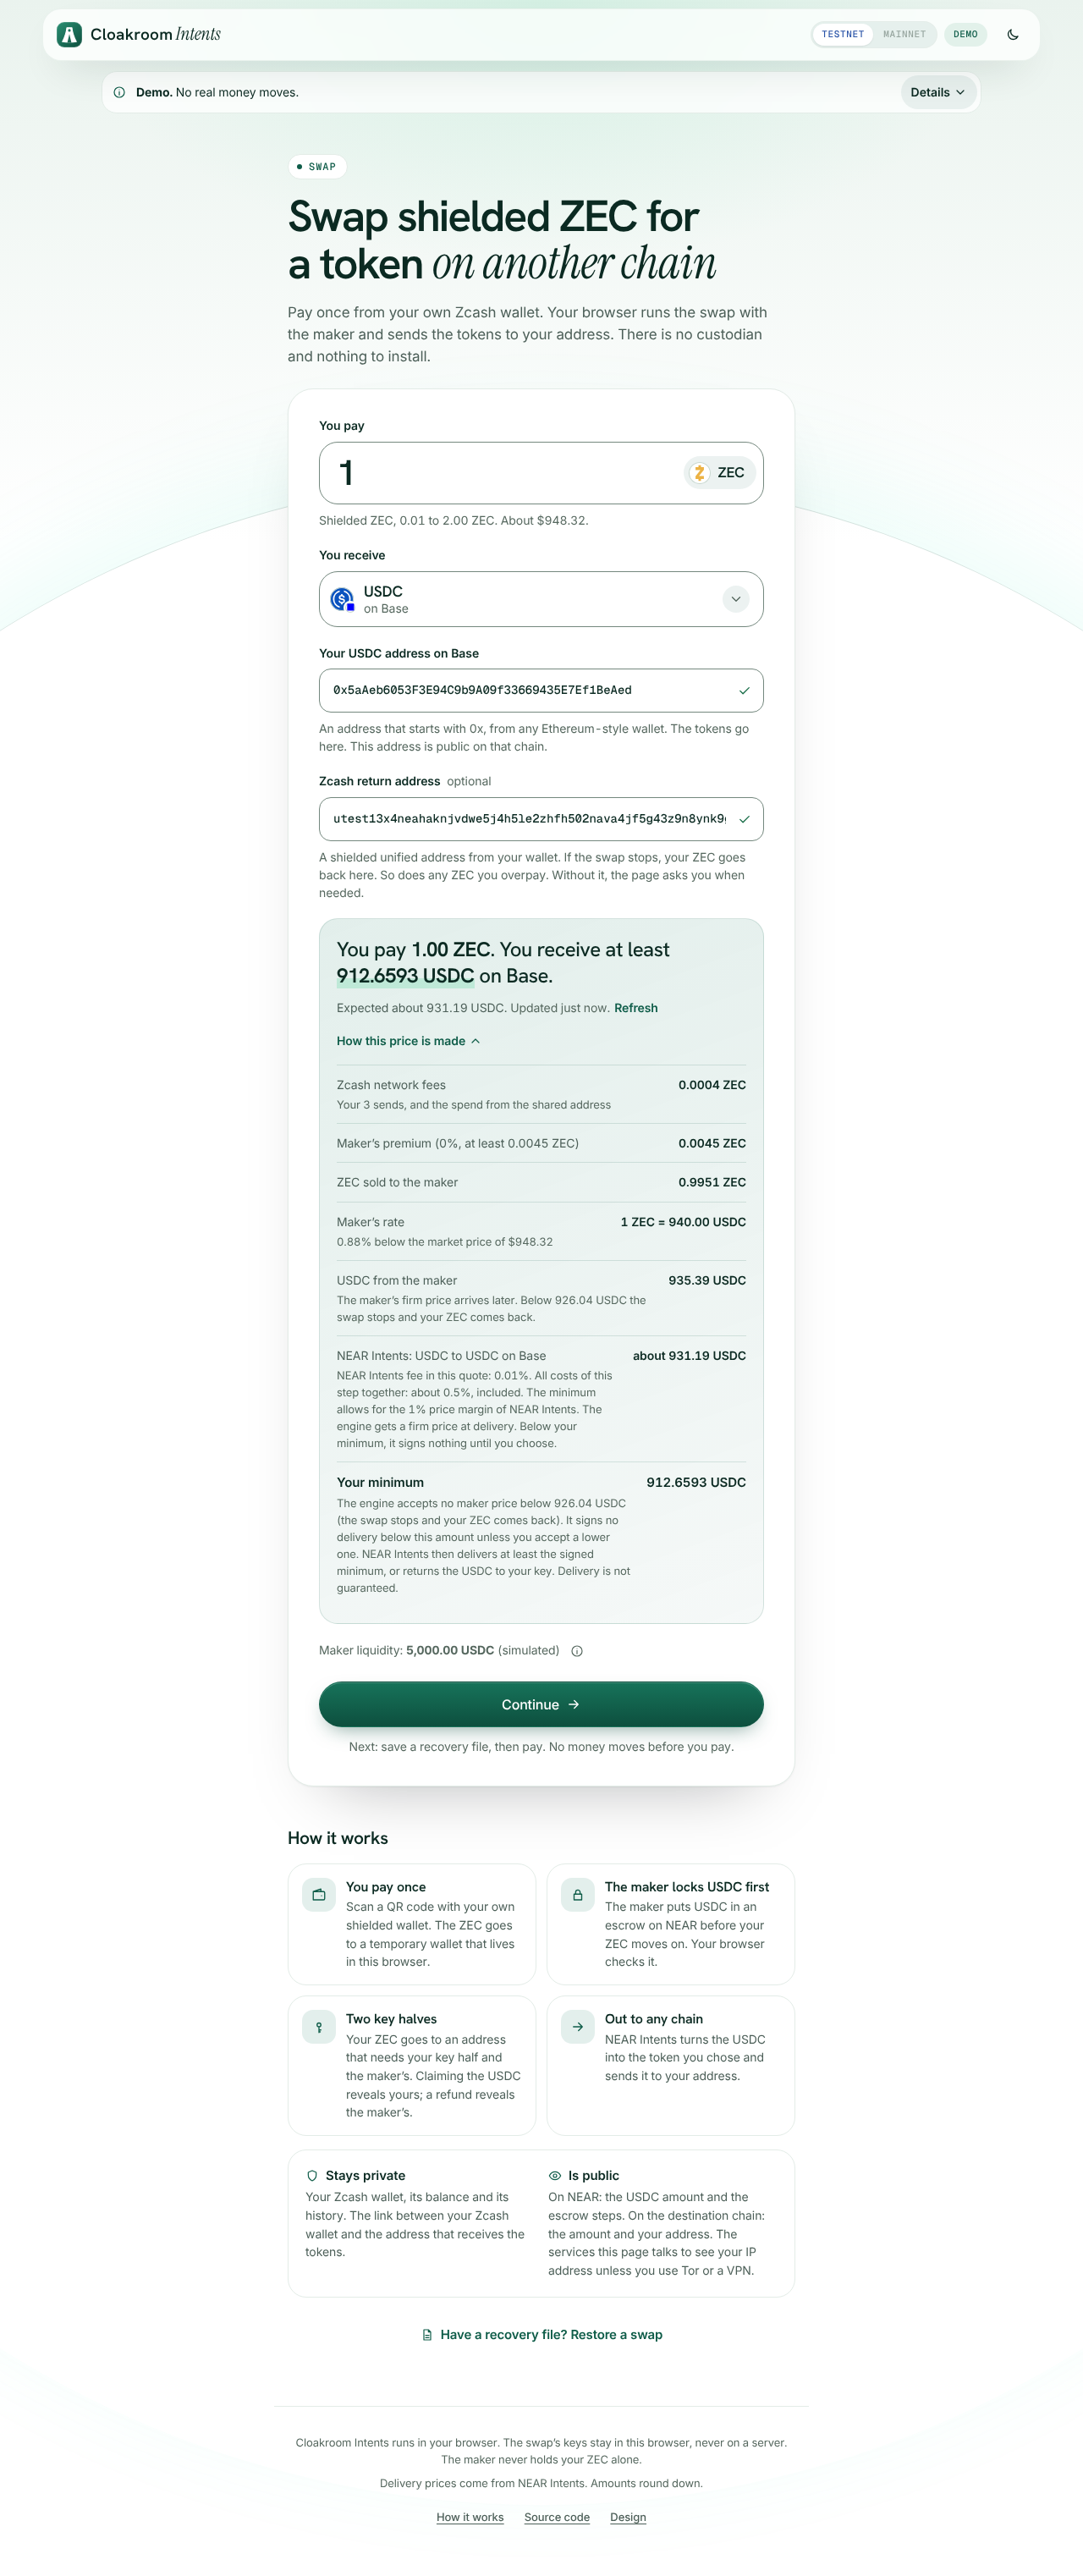 Cloakroom Intents
TESTNET
MAINNET
DEMO
Demo. No real money moves.
Details
SWAP
Swap shielded ZEC for
a token on another chain
Pay once from your own Zcash wallet. Your browser runs the swap with
the maker and sends the tokens to your address. There is no custodian
and nothing to install.
You pay
1
ZEC
Shielded ZEC, 0.01 to 2.00 ZEC. About $948.32.
You receive
USDC
on Base
Your USDC address on Base
0x5aAeb6053F3E94C9b9A09f33669435E7Ef1BeAed
An address that starts with 0x, from any Ethereum-style wallet. The tokens go
here. This address is public on that chain.
Zcash return address optional
utest13x4neahaknjvdwe5j4h5le2zhfh502nava4jf5g43z9n8ynk9
A shielded unified address from your wallet. If the swap stops, your ZEC goes
back here. So does any ZEC you overpay. Without it, the page asks you when
needed.
You pay 1.00 ZEC. You receive at least
912.6593 USDC on Base.
Expected about 931.19 USDC. Updated just now. Refresh
How this price is made
Zcash network fees
0.0004 ZEC
Your 3 sends, and the spend from the shared address
Maker's premium (0%, at least 0.0045 ZEC)
0.0045 ZEC
ZEC sold to the maker
0.9951 ZEC
Maker's rate
1 ZEC = 940.00 USDC
0.88% below the market price of $948.32
USDC from the maker
935.39 USDC
The maker's firm price arrives later. Below 926.04 USDC the
swap stops and your ZEC comes back.
NEAR Intents: USDC to USDC on Base
about 931.19 USDC
NEAR Intents fee in this quote: 0.01%. All costs of this
step together: about 0.5%, included. The minimum
allows for the 1% price margin of NEAR Intents. The
engine gets a firm price at delivery. Below your
minimum, it signs nothing until you choose.
Your minimum
912.6593 USDC
The engine accepts no maker price below 926.04 USDC
(the swap stops and your ZEC comes back). It signs no
delivery below this amount unless you accept a lower
one. NEAR Intents then delivers at least the signed
minimum, or returns the USDC to your key. Delivery is not
guaranteed.
Maker liquidity: 5,000.00 USDC (simulated)
Continue
Next: save a recovery file, then pay. No money moves before you pay.
How it works
You pay once
Scan a QR code with your own
shielded wallet. The ZEC goes
to a temporary wallet that lives
in this browser.
The maker locks USDC first
The maker puts USDC in an
escrow on NEAR before your
ZEC moves on. Your browser
checks it.
Two key halves
Your ZEC goes to an address
that needs your key half and
the maker's. Claiming the USDC
reveals yours; a refund reveals
the maker's.
Out to any chain
NEAR Intents turns the USDC
into the token you chose and
sends it to your address.
Stays private
Your Zcash wallet, its balance and its
history. The link between your Zcash
wallet and the address that receives the
tokens.
Is public
On NEAR: the USDC amount and the
escrow steps. On the destination chain:
the amount and your address. The
services this page talks to see your IP
address unless you use Tor or a VPN.
Have a recovery file? Restore a swap
Cloakroom Intents runs in your browser. The swap's keys stay in this browser, never on a server.
The maker never holds your ZEC alone.
Delivery prices come from NEAR Intents. Amounts round down.
How it works
Source code
Design